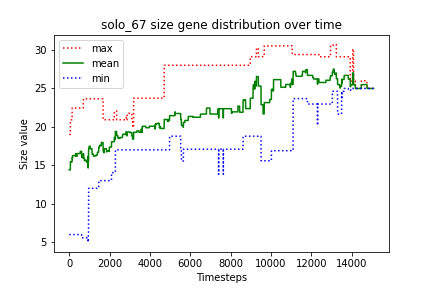 solo_67 size gene distribution over time
max
mean
min
Size value
30
25
20
15
10
5
0 2000 4000 6000 8000 10000 12000 14000
Timesteps